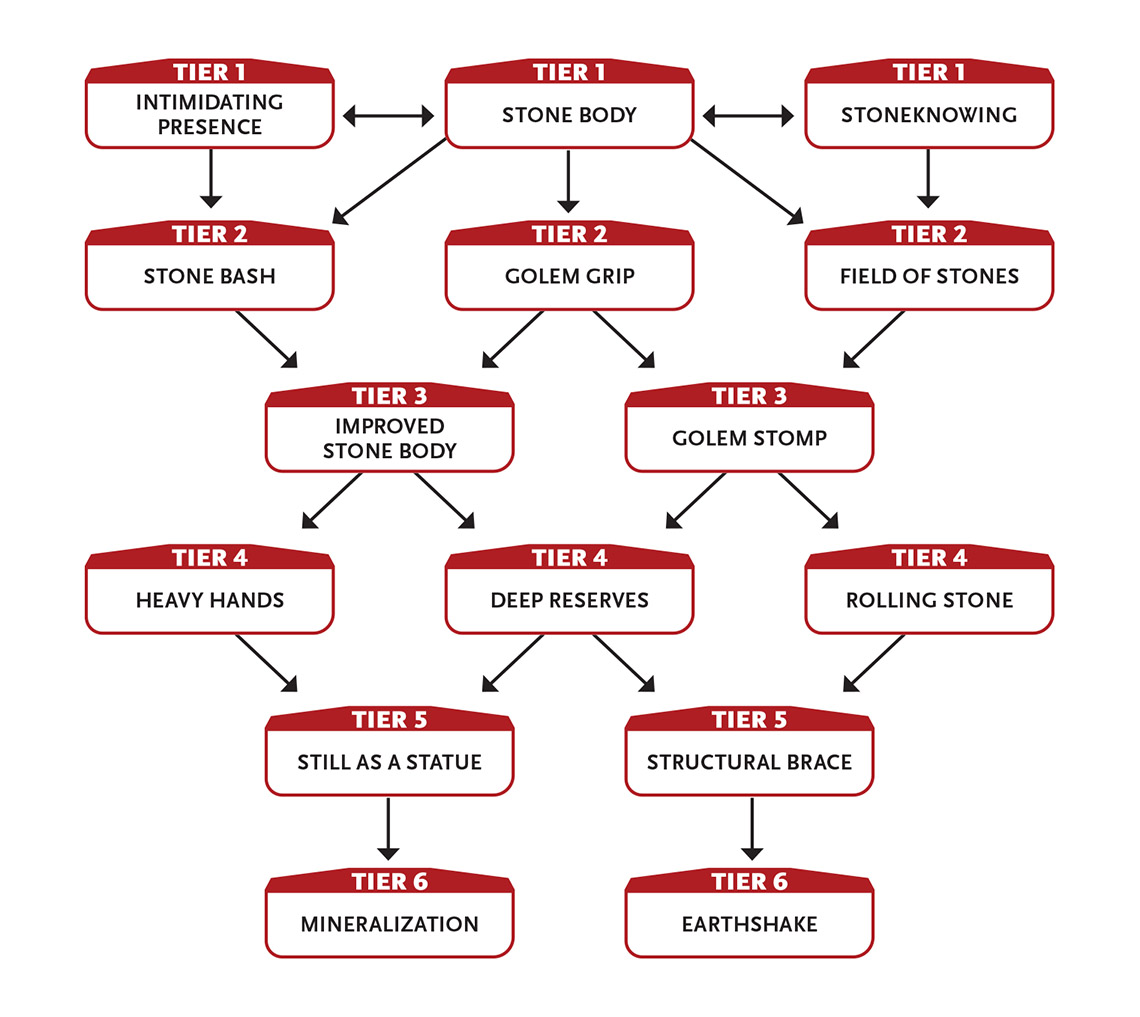 TIER 1
INTIMIDATING
PRESENCE
TIER 1
STONE BODY
TIER 1
STONEKNOWING
TIER 2
STONE BASH
TIER 2
GOLEM GRIP
TIER 2
FIELD OF STONES
TIER 3
IMPROVED
STONE BODY
TIER 3
GOLEM STOMP
TIER 4
HEAVY HANDS
TIER 4
DEEP RESERVES
TIER 4
ROLLING STONE
TIER 5
STILL AS A STATUE
TIER 5
STRUCTURAL BRACE
TIER 6
MINERALIZATION
TIER 6
EARTHSHAKE